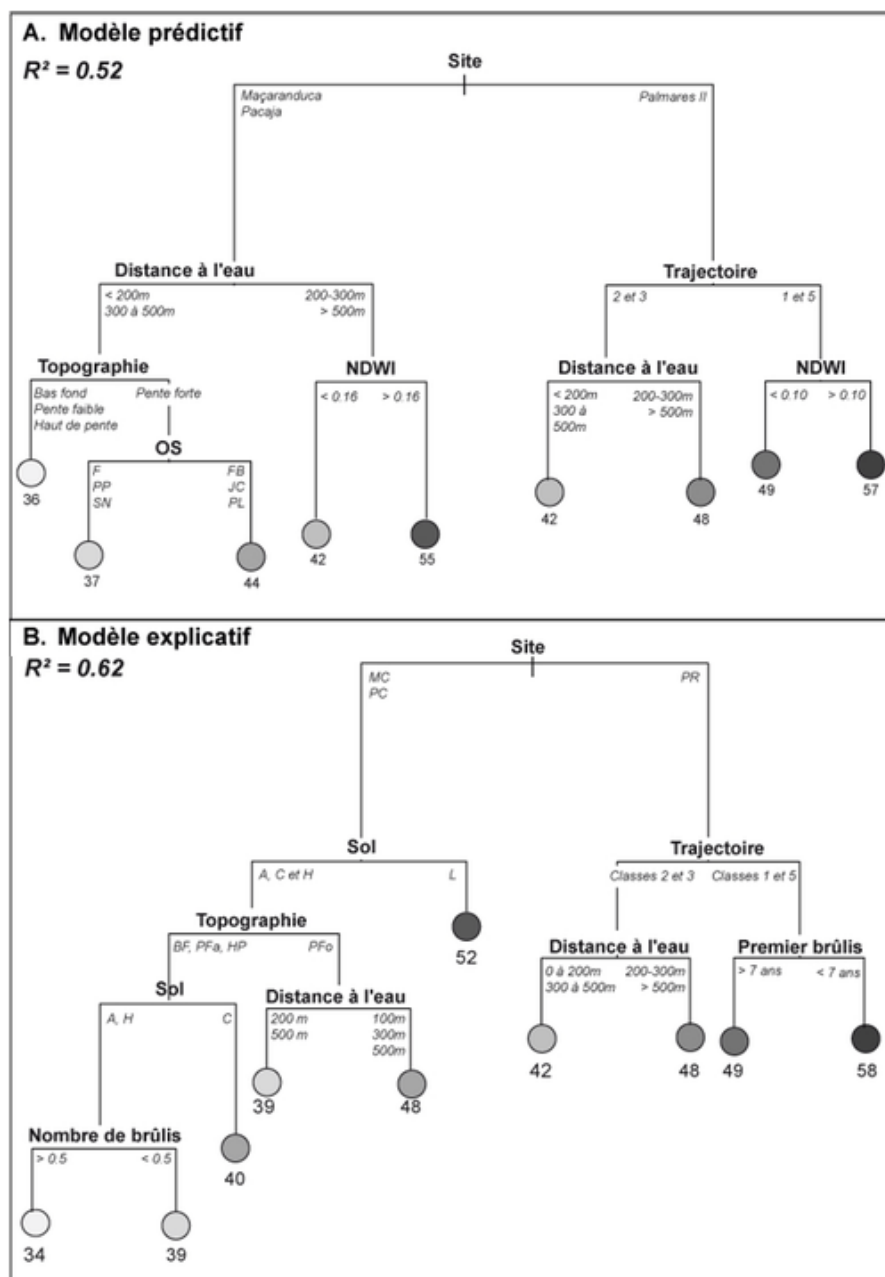 A. Modèle prédictif
R² = 0.52
Site
Maçaranduca
Pacaja
Palmares II
Distance à l'eau
Trajectoire
< 200m
300 à 500m
200-300m
> 500m
2 et 3
1 et 5
Topographie
NDWI
Distance à l'eau
NDWI
Bas fond
Pente faible
Haut de pente
Pente forte
< 0.16
> 0.16
< 200m
300 à
500m
200-300m
> 500m
< 0.10
> 0.10
OS
F
PP
SN
FB
JC
PL
36
37
44
42
55
42
48
49
57
B. Modèle explicatif
R² = 0.62
Site
MC
PC
PR
Sol
Trajectoire
A, C et H
L
Classes 2 et 3
Classes 1 et 5
Topographie
52
BF, PFa, HP
PFo
Distance à l'eau
Premier brûlis
0 à 200m
300 à 500m
200-300m
> 500m
> 7 ans
< 7 ans
Sol
Distance à l'eau
A, H
C
200 m
500 m
100m
300m
500m
42
48
49
58
39
48
Nombre de brûlis
> 0.5
< 0.5
40
34
39